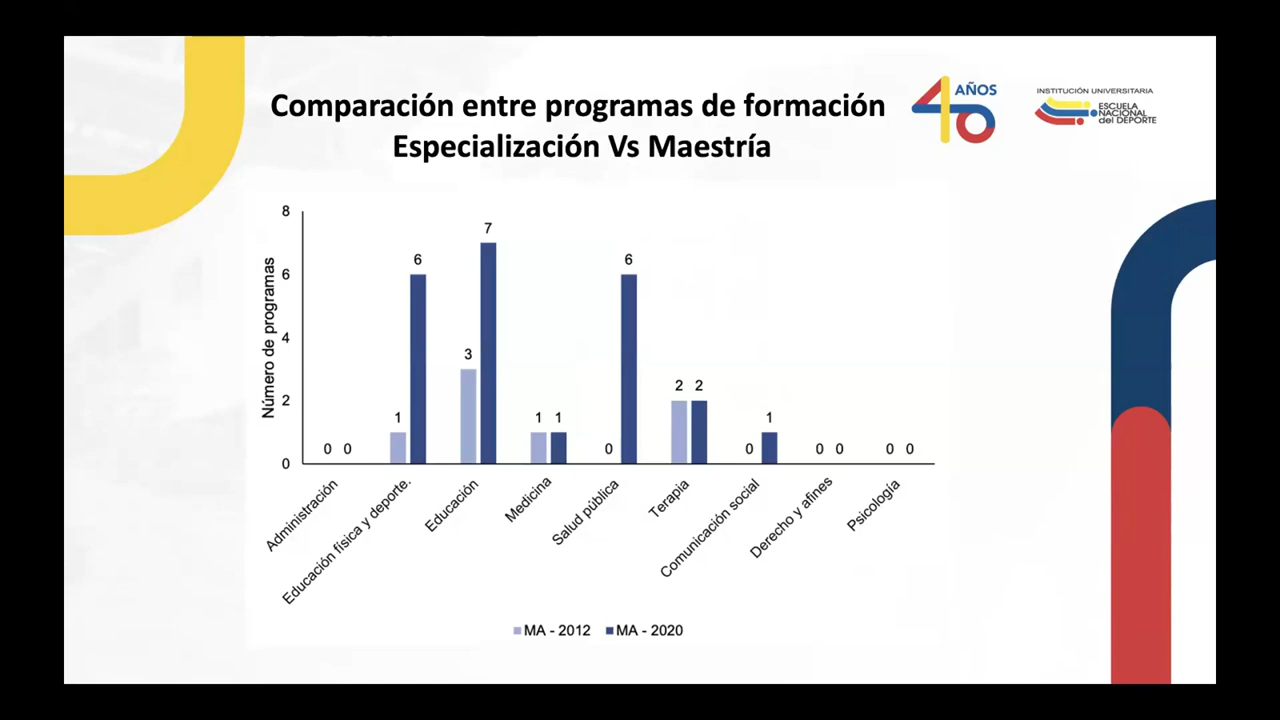 Comparación entre programas de formación
Especialización Vs Maestría
40 AÑOS
INSTITUCIÓN UNIVERSITARIA
ESCUELA
NACIONAL
del DEPORTE
Número de programas
8
6
4
2
0
0 0
1 6
3 7
1 1
0 6
2 2
0 1
0 0
0 0
Administración
Educación física y deporte.
Educación
Medicina
Salud pública
Terapia
Comunicación social
Derecho y afines
Psicología
MA - 2012 MA - 2020